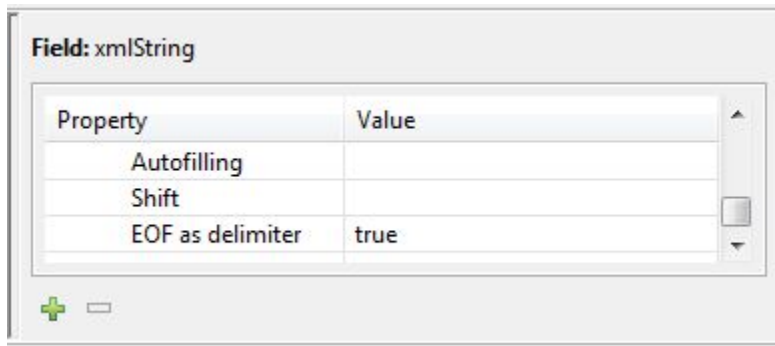 Field: xmlString
Property Value
Autofilling
Shift
EOF as delimiter true